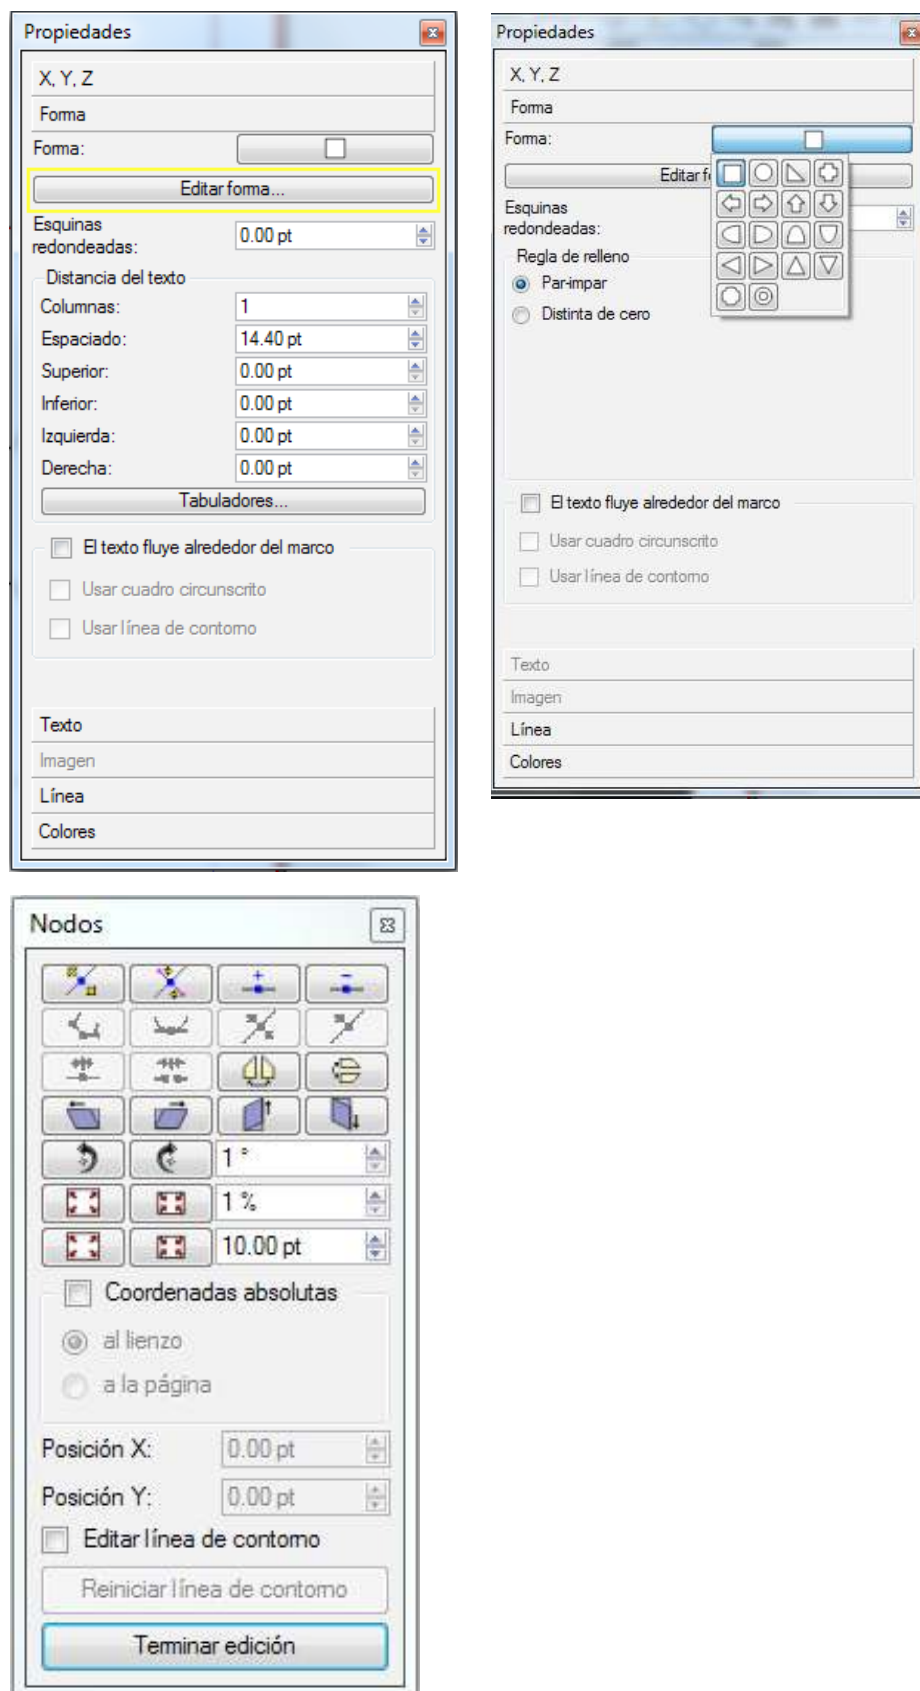 Propiedades
X, Y, Z
Forma
Forma:
Editar forma...
Esquinas
redondeadas:
0.00 pt
Distancia del texto
Columnas:
1
Espaciado:
14.40 pt
Superior:
0.00 pt
Inferior:
0.00 pt
Izquierda:
0.00 pt
Derecha:
0.00 pt
Tabuladores...
El texto fluye alrededor del marco
Usar cuadro circunscrito
Usar línea de contorno
Texto
Imagen
Línea
Colores
Propiedades
X, Y, Z
Forma
Forma:
Editar f
Esquinas
redondeadas:
Regla de relleno
Par-impar
Distinta de cero
El texto fluye alrededor del marco
Usar cuadro circunscrito
Usar línea de contorno
Texto
Imagen
Línea
Colores
Nodos
1 °
1 %
10.00 pt
Coordenadas absolutas
al lienzo
a la página
Posición X:
0.00 pt
Posición Y:
0.00 pt
Editar línea de contorno
Reiniciar línea de contorno
Terminar edición